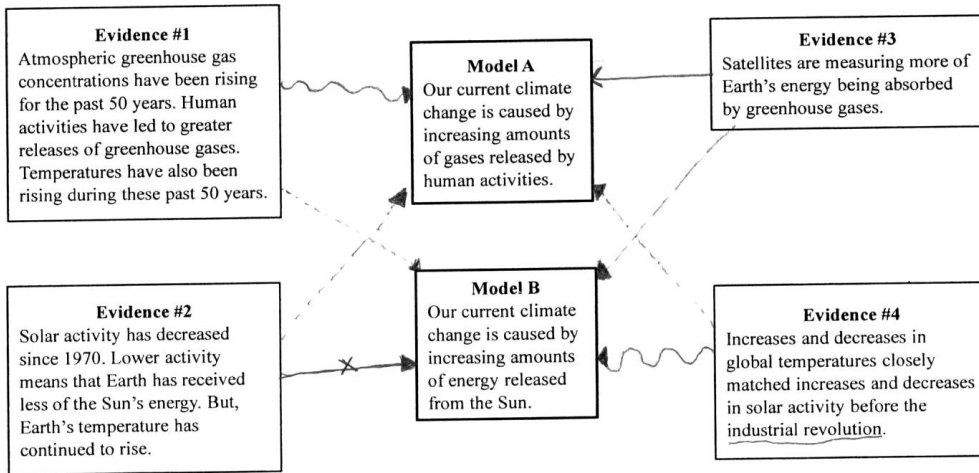 Evidence #1
Atmospheric greenhouse gas
concentrations have been rising
for the past 50 years. Human
activities have led to greater
releases of greenhouse gases.
Temperatures have also been
rising during these past 50 years.
Evidence #2
Solar activity has decreased
since 1970. Lower activity
means that Earth has received
less of the Sun's energy. But,
Earth's temperature has
continued to rise.
Model A
Our current climate
change is caused by
increasing amounts
of gases released by
human activities.
Model B
Our current climate
change is caused by
increasing amounts
of energy released
from the Sun.
Evidence #3
Satellites are measuring more of
Earth's energy being absorbed
by greenhouse gases.
Evidence #4
Increases and decreases in
global temperatures closely
matched increases and decreases
in solar activity before the
industrial revolution.